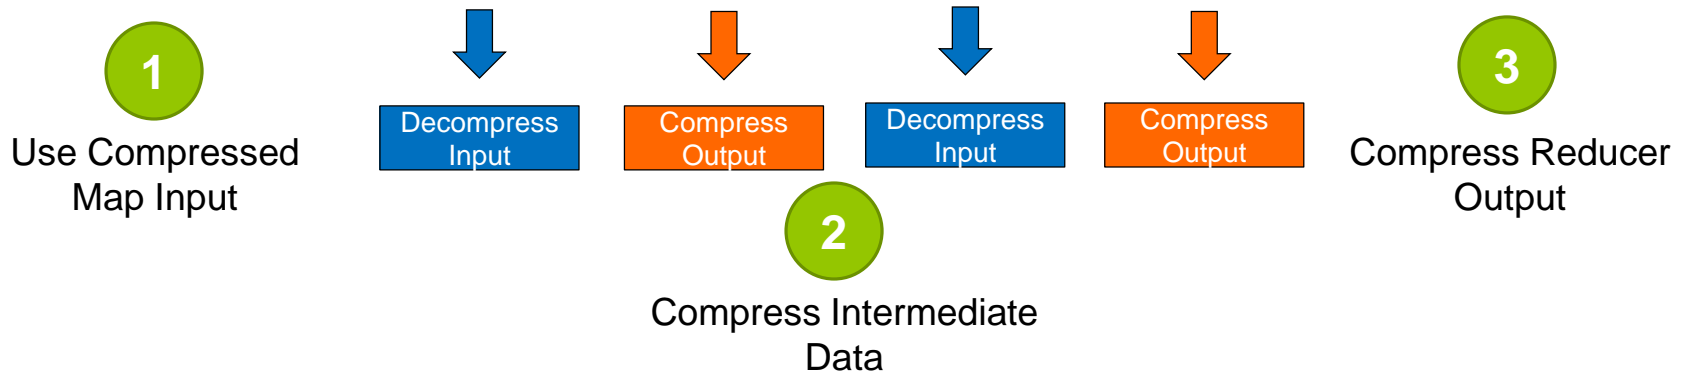 1
Use Compressed
Map Input
Decompress
Input
Compress
Output
Decompress
Input
Compress
Output
2
Compress Intermediate
Data
3
Compress Reducer
Output